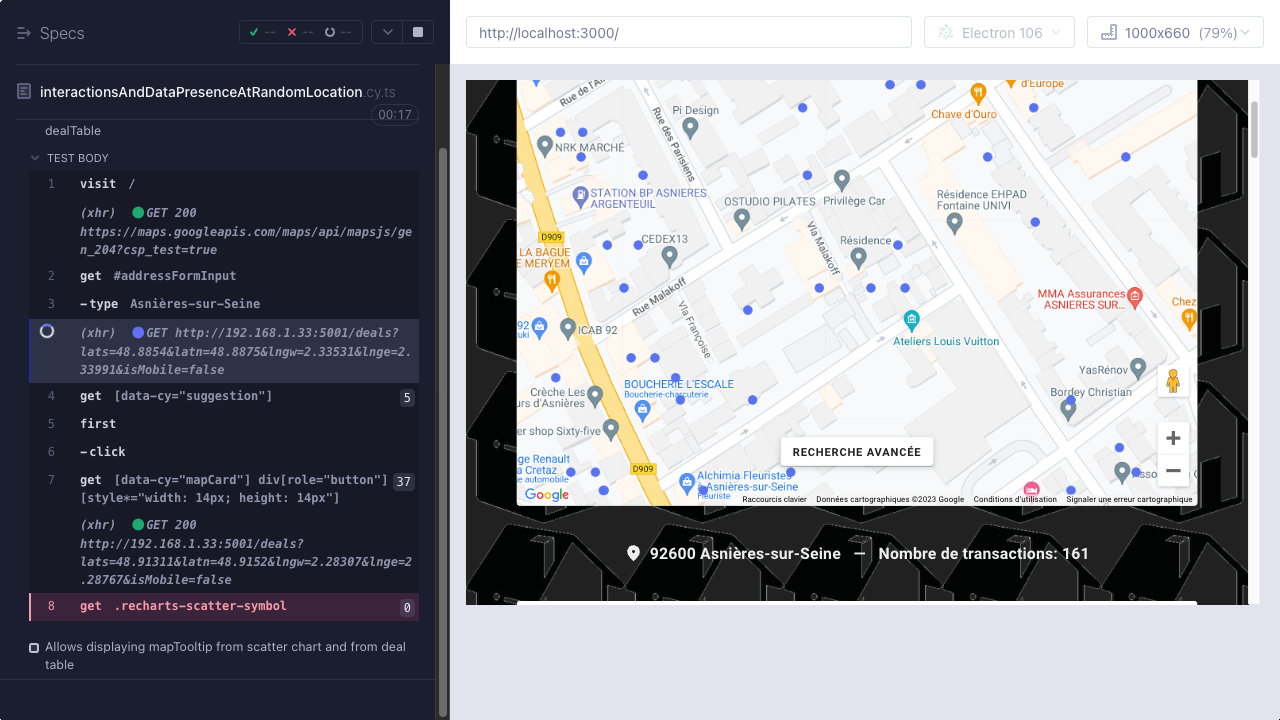 Specs
--
--
--
interactionsAndDataPresenceAtRandomLocation.cy.ts
00:17
dealTable
TEST BODY
1 visit /
(xhr) GET 200
https://maps.googleapis.com/maps/api/mapsjs/ge
n_204?csp_test=true
2 get #addressFormInput
3 -type Asnières-sur-Seine
(xhr) GET http://192.168.1.33:5001/deals?
lats=48.8854&latn=48.8875&lngw=2.33531&lnge=2.
33991&isMobile=false
4 get [data-cy="suggestion"] 5
5 first
6 -click
7 get [data-cy="mapCard"] div[role="button"] 37
[style*="width: 14px; height: 14px"]
(xhr) GET 200
http://192.168.1.33:5001/deals?
lats=48.91311&latn=48.9152&lngw=2.28307&lnge=2
.28767&isMobile=false
8 get .recharts-scatter-symbol 0
Allows displaying mapTooltip from scatter chart and from deal
table
http://localhost:3000/
Electron 106
1000x660 (79%)
Rue de l'A
d'Europe
Pi Design
Chave d'Ouro
Rue des Parisiens
NRK MARCHÉ
STATION BP ASNIERES
ARGENTEUIL
OSTUDIO PILATES
Privilège Car
Résidence EHPAD
Fontaine UNIVI
D909
CEDEX13
Via Malakoff
Résidence
LA BAGUE
E MERYEM
Rue Malakoff
MMA Assurances
ASNIERES SUR...
Chez
92
uki
ICAB 92
Via Françoise
Ateliers Louis Vuitton
YasRénov
BOUCHERIE L'ESCALE
Boucherie-charcuterie
Crèche Les
urs d'Asnières
Bordey Christian
er shop Sixty-five
RECHERCHE AVANCÉE
ge Renault
a Cretaz
e automobile
D909
Alchimia Fleuristes
Asnières-sur-Seine
Fleuriste
Assoc
Google
Raccourcis clavier
Données cartographiques ©2023 Google
Conditions d'utilisation
Signaler une erreur cartographique
92600 Asnières-sur-Seine — Nombre de transactions: 161